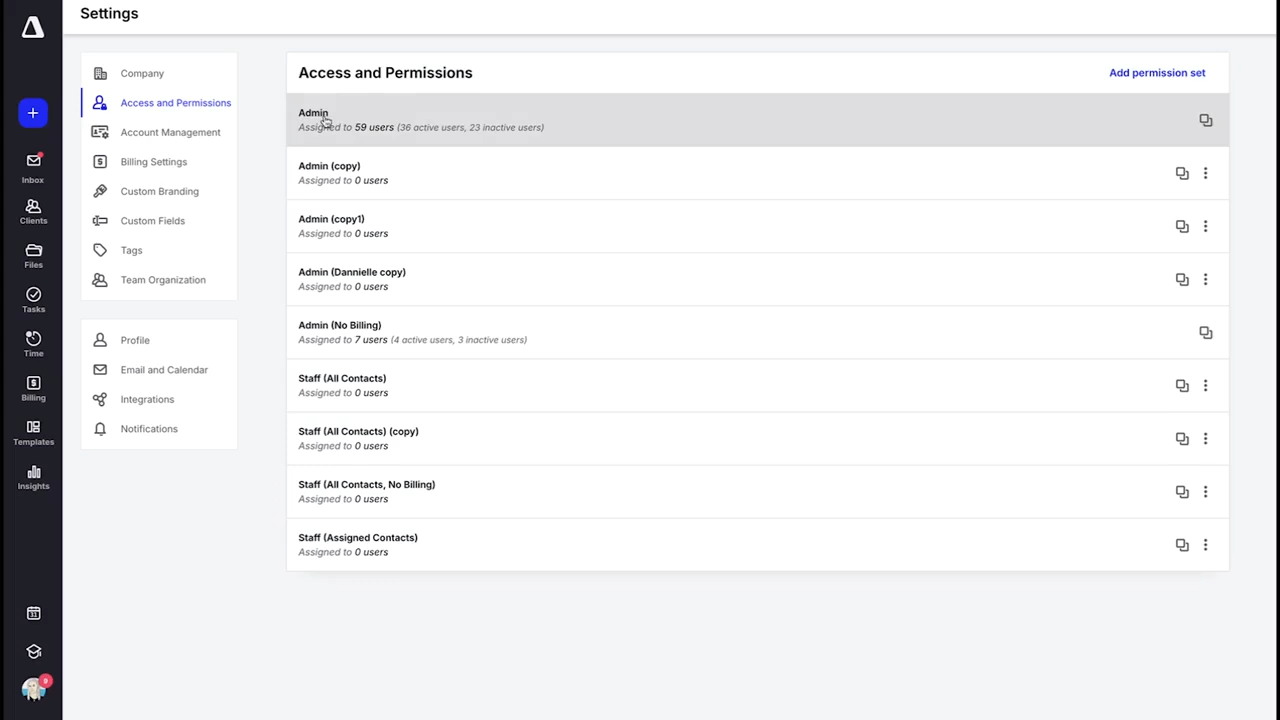 Settings
Inbox
Clients
Files
Tasks
Time
Billing
Templates
Insights
31
9
Company
Access and Permissions
Account Management
Billing Settings
Custom Branding
Custom Fields
Tags
Team Organization
Profile
Email and Calendar
Integrations
Notifications
Access and Permissions
Add permission set
Admin
Assigned to 59 users (36 active users, 23 inactive users)
Admin (copy)
Assigned to 0 users
Admin (copy1)
Assigned to 0 users
Admin (Dannielle copy)
Assigned to 0 users
Admin (No Billing)
Assigned to 7 users (4 active users, 3 inactive users)
Staff (All Contacts)
Assigned to 0 users
Staff (All Contacts) (copy)
Assigned to 0 users
Staff (All Contacts, No Billing)
Assigned to 0 users
Staff (Assigned Contacts)
Assigned to 0 users